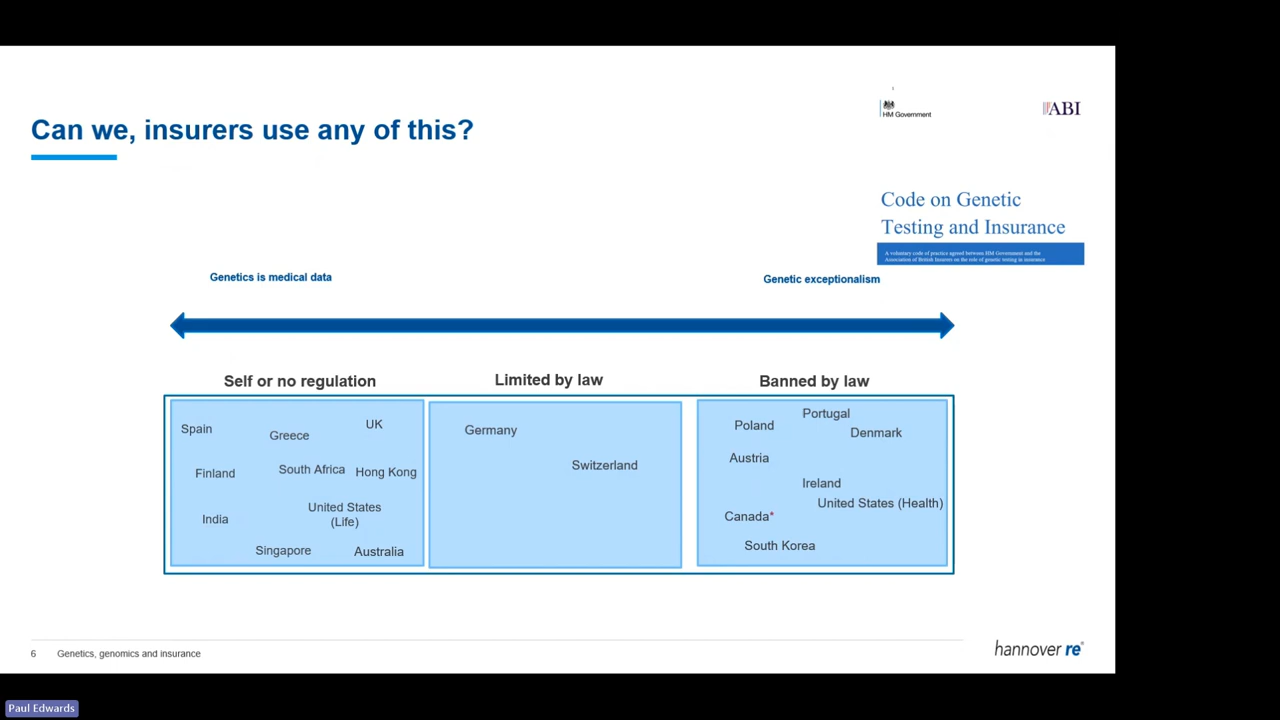 Can we, insurers use any of this?
HM Government
ABI
Code on Genetic
Testing and Insurance
A voluntary code of practice agreed between HM Government and the
Association of British Insurers on the role of genetic testing in insurance
Genetics is medical data
Genetic exceptionalism
Self or no regulation
Limited by law
Banned by law
Spain
Greece
UK
Finland
South Africa
Hong Kong
India
United States
(Life)
Singapore
Australia
Germany
Switzerland
Portugal
Poland
Denmark
Austria
Ireland
United States (Health)
Canada*
South Korea
6
Genetics, genomics and insurance
hannover re®
Paul Edwards